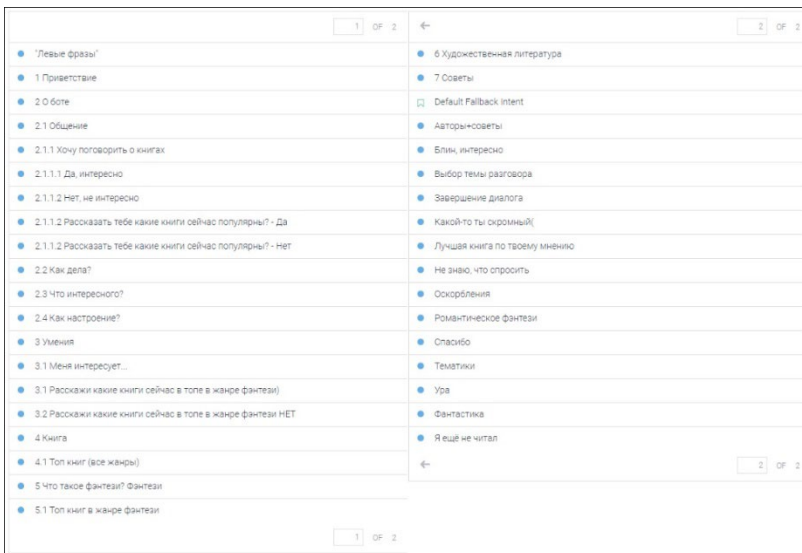 1 OF 2
"Левые фразы"
1 Приветствие
2 О боте
2.1 Общение
2.1.1 Хочу поговорить о книгах
2.1.1.1 Да, интересно
2.1.1.2 Нет, не интересно
2.1.1.2 Рассказать тебе какие книги сейчас популярны? - Да
2.1.1.2 Рассказать тебе какие книги сейчас популярны? - Нет
2.2 Как дела?
2.3 Что интересного?
2.4 Как настроение?
3 Умения
3.1 Меня интересует...
3.1 Расскажи какие книги сейчас в топе в жанре фэнтези)
3.2 Расскажи какие книги сейчас в топе в жанре фэнтези НЕТ
4 Книга
4.1 Топ книг (все жанры)
5 Что такое фэнтези? Фэнтези
5.1 Топ книг в жанре фэнтези
1 OF 2
2 OF 2
6 Художественная литература
7 Советы
Default Fallback Intent
Авторы+советы
Блин, интересно
Выбор темы разговора
Завершение диалога
Какой-то ты скромный(
Лучшая книга по твоему мнению
Не знаю, что спросить
Оскорбления
Романтическое фэнтези
Спасибо
Тематики
Ура
Фантастика
Я ещё не читал
2 OF 2